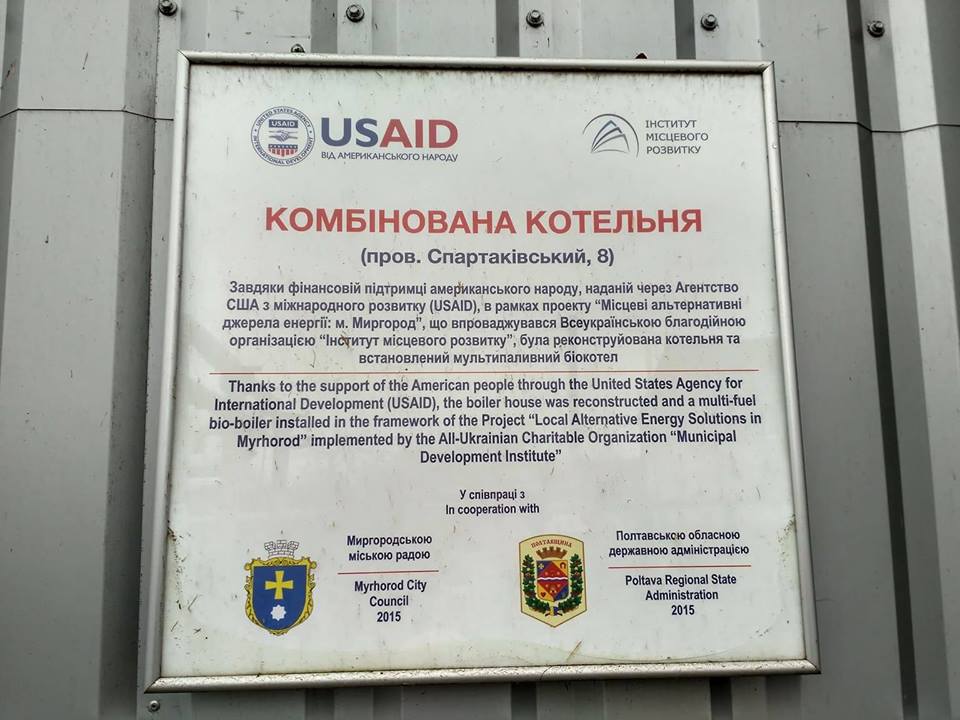 UNITED STATES AGENCY
USAID
INTERNATIONAL DEVELOPMENT
USAID
ВІД АМЕРИКАНСЬКОГО НАРОДУ
ІНСТИТУТ
МІСЦЕВОГО
РОЗВИТКУ
КОМБІНОВАНА КОТЕЛЬНЯ
(пров. Спартаківський, 8)
Завдяки фінансовій підтримці американського народу, наданій через Агентство
США з міжнародного розвитку (USAID), в рамках проекту “Місцеві альтернативні
джерела енергії: м. Миргород”, що впроваджувався Всеукраїнською благодійною
організацією “Інститут місцевого розвитку”, була реконструйована котельня та
встановлений мультипаливний біокотел
Thanks to the support of the American people through the United States Agency for
International Development (USAID), the boiler house was reconstructed and a multi-fuel
bio-boiler installed in the framework of the Project “Local Alternative Energy Solutions in
Myrhorod” implemented by the All-Ukrainian Charitable Organization “Municipal
Development Institute”
У співпраці з
In cooperation with
Миргородською
міською радою
Myrhorod City
Council
2015
ПОЛТАВЩИНА
Полтавською обласною
державною адміністрацією
Poltava Regional State
Administration
2015